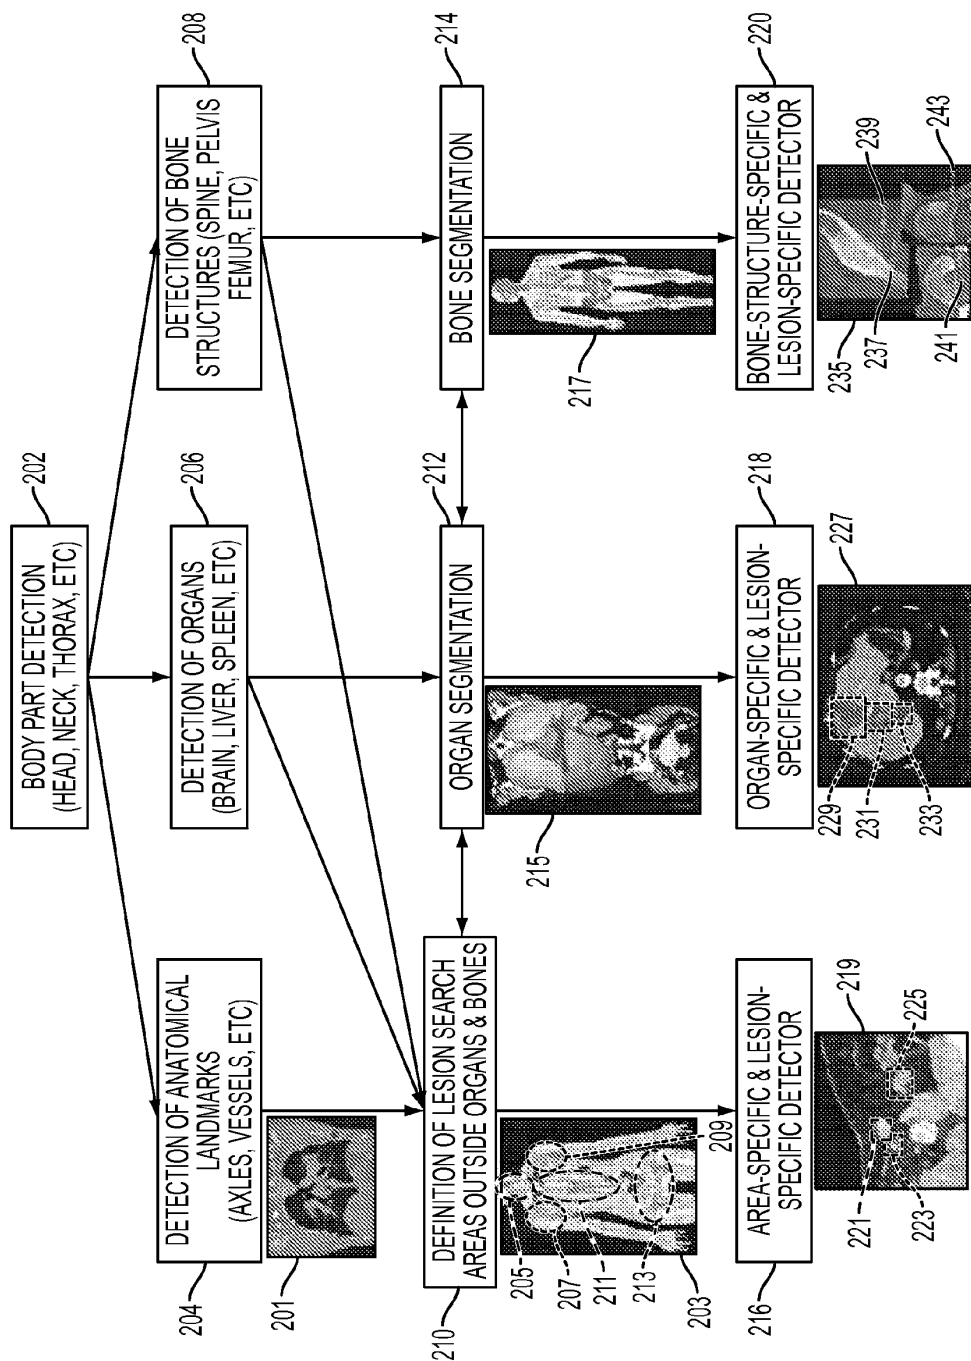 202
BODY PART DETECTION
(HEAD, NECK, THORAX, ETC)
204
DETECTION OF ANATOMICAL
LANDMARKS
(AXLES, VESSELS, ETC)
201
206
DETECTION OF ORGANS
(BRAIN, LIVER, SPLEEN, ETC)
208
DETECTION OF BONE
STRUCTURES (SPINE, PELVIS
FEMUR, ETC)
210
DEFINITION OF LESION SEARCH
AREAS OUTSIDE ORGANS & BONES
205
207
211
213
203
209
212
ORGAN SEGMENTATION
215
214
BONE SEGMENTATION
217
216
AREA-SPECIFIC & LESION-
SPECIFIC DETECTOR
219
221
223
225
218
ORGAN-SPECIFIC & LESION-
SPECIFIC DETECTOR
227
229
231
233
220
BONE-STRUCTURE-SPECIFIC &
LESION-SPECIFIC DETECTOR
235
237
239
241
243